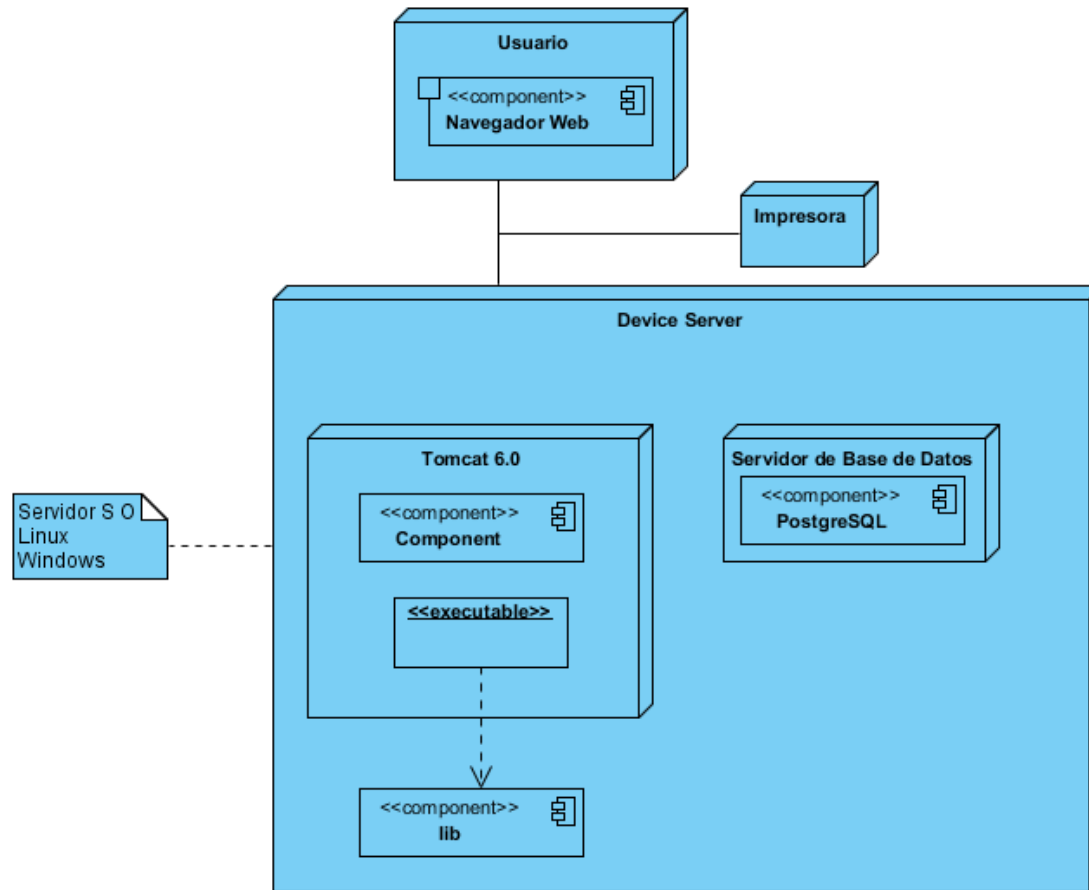 Usuario
<<component>>
Navegador Web
Impresora
Device Server
Tomcat 6.0
<<component>>
Component
<<executable>>
Servidor de Base de Datos
<<component>>
PostgreSQL
Servidor S O
Linux
Windows
<<component>>
lib